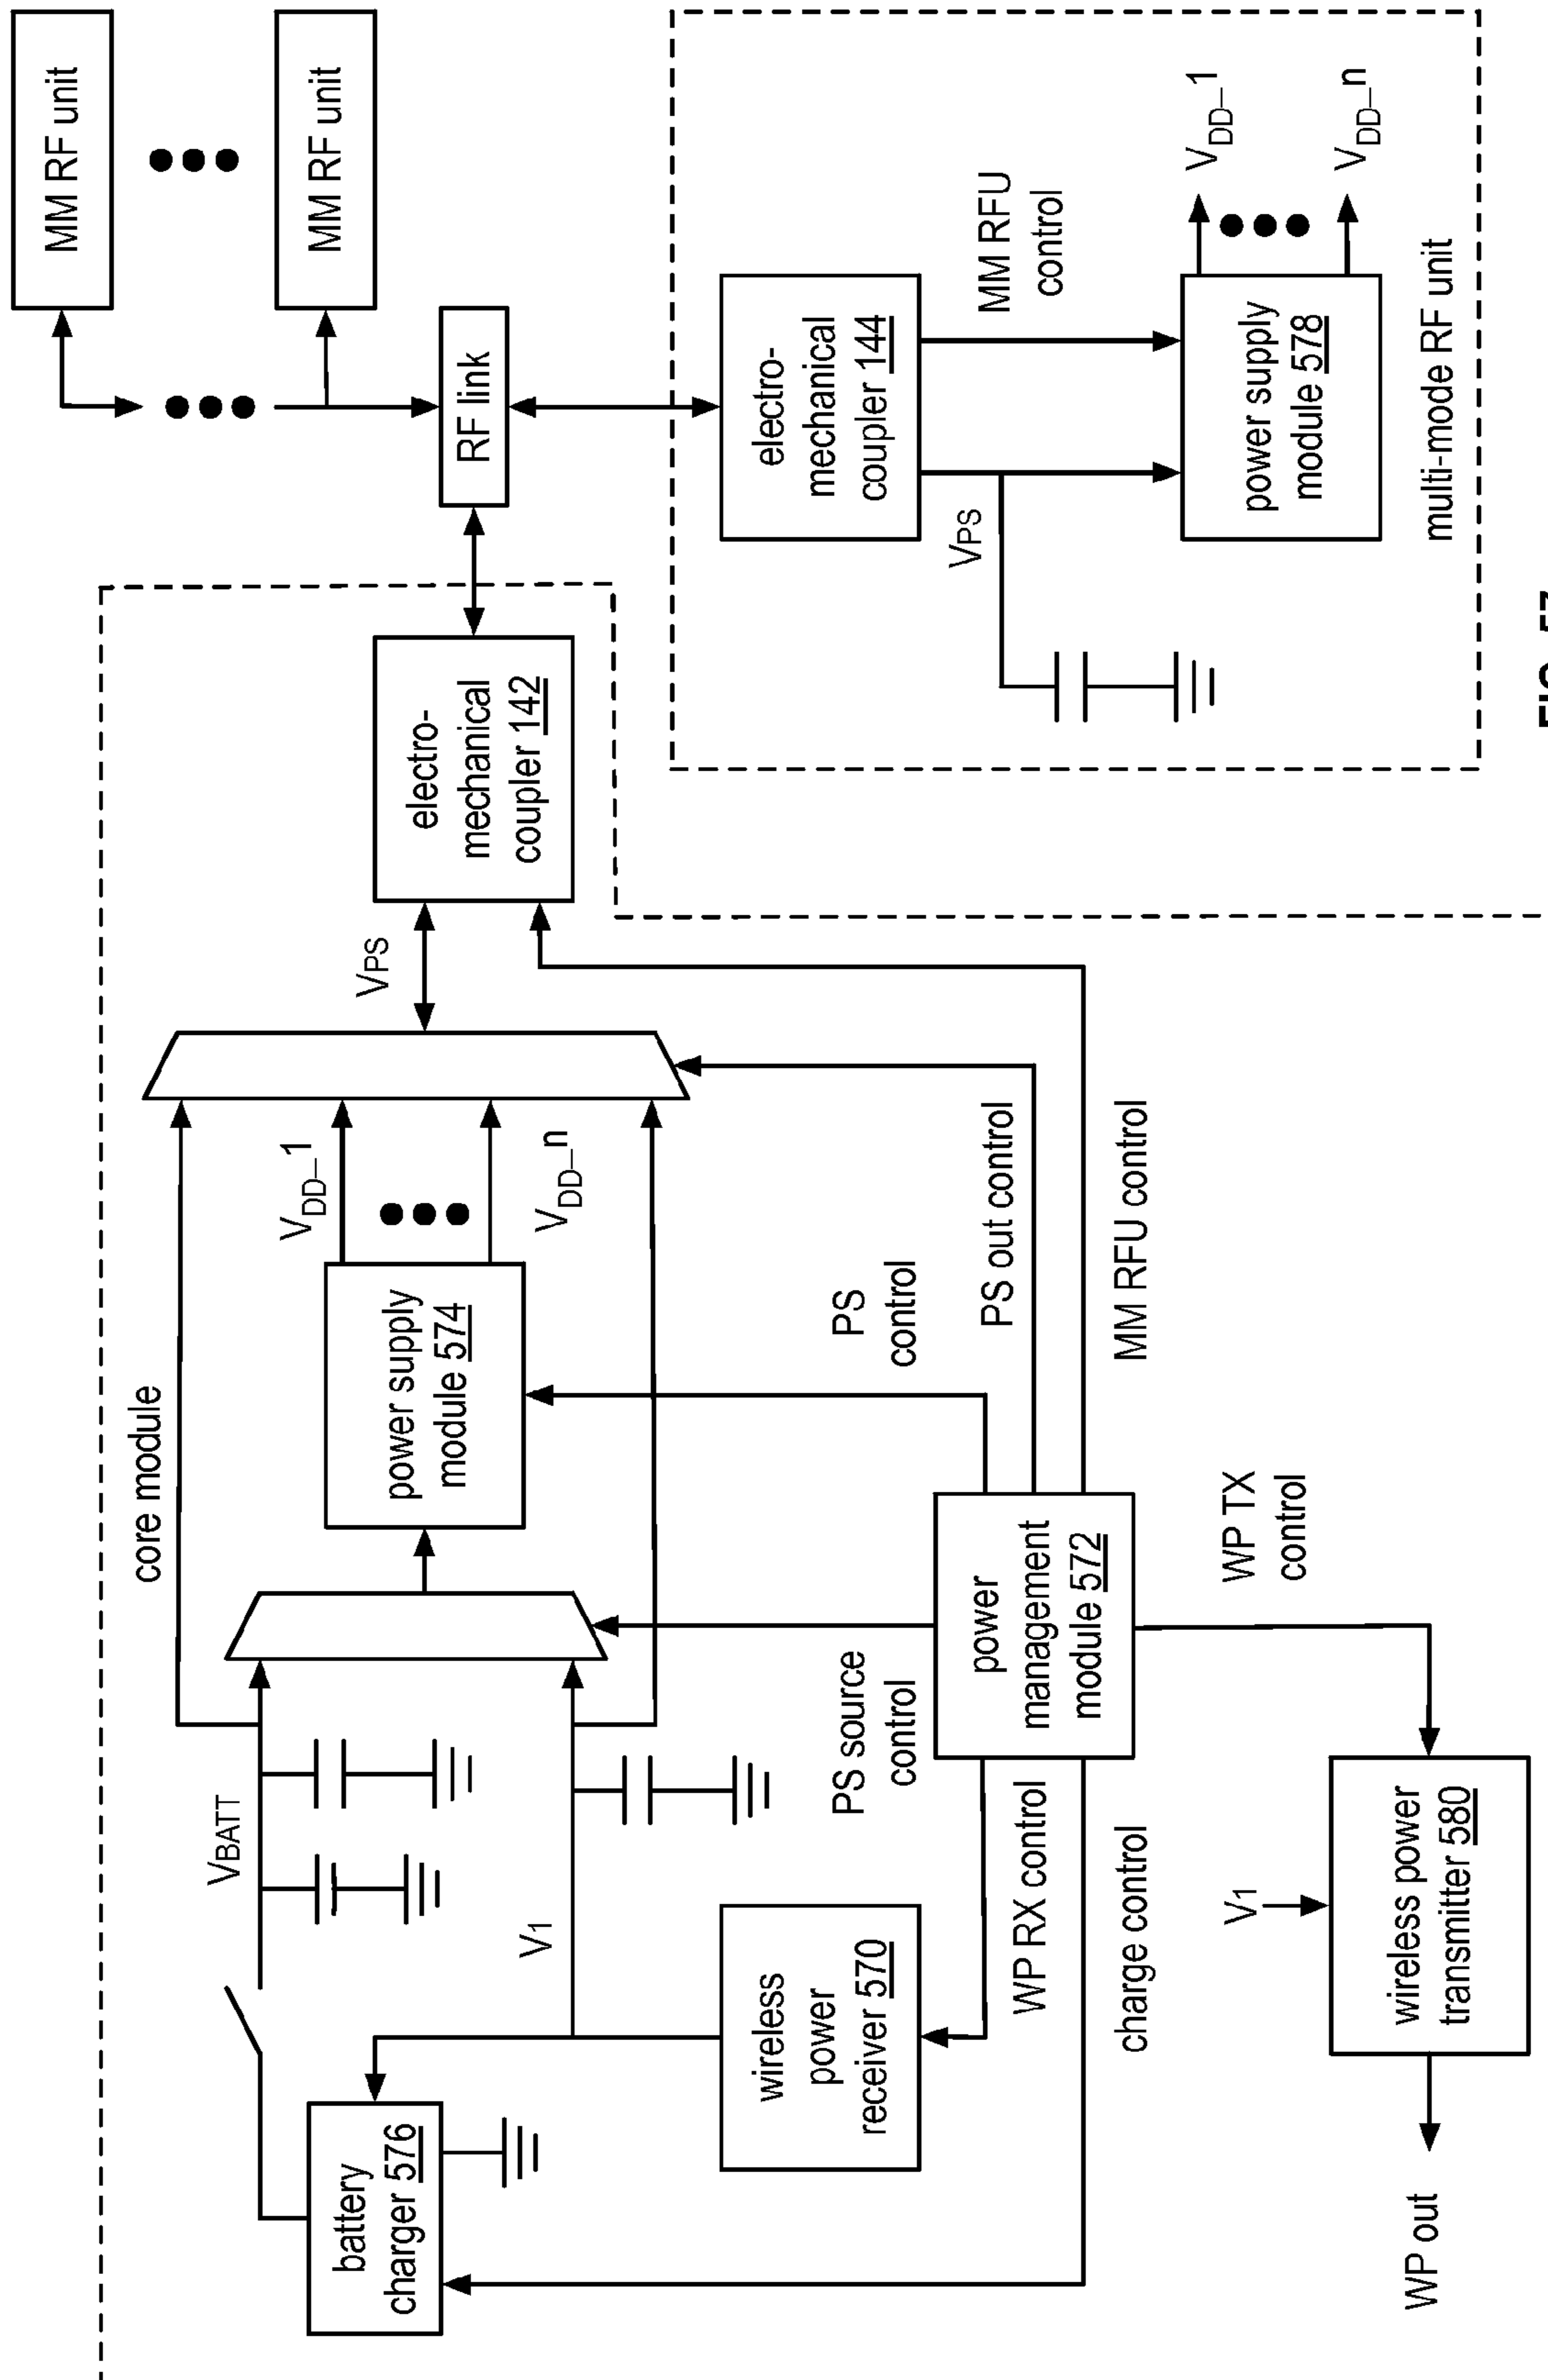 core module
battery
charger 576
VBATT
V1
wireless
power
receiver 570
power supply
module 574
VDD_1
VDD_n
VPS
electro-
mechanical
coupler 142
PS source
control
PS
control
PS out control
MM RFU control
WP RX control
charge control
power
management
module 572
WP TX
control
V1
wireless power
transmitter 580
WP out
MM RF unit
MM RF unit
RF link
electro-
mechanical
coupler 144
VPS
MM RFU
control
power supply
module 578
VDD_1
VDD_n
multi-mode RF unit